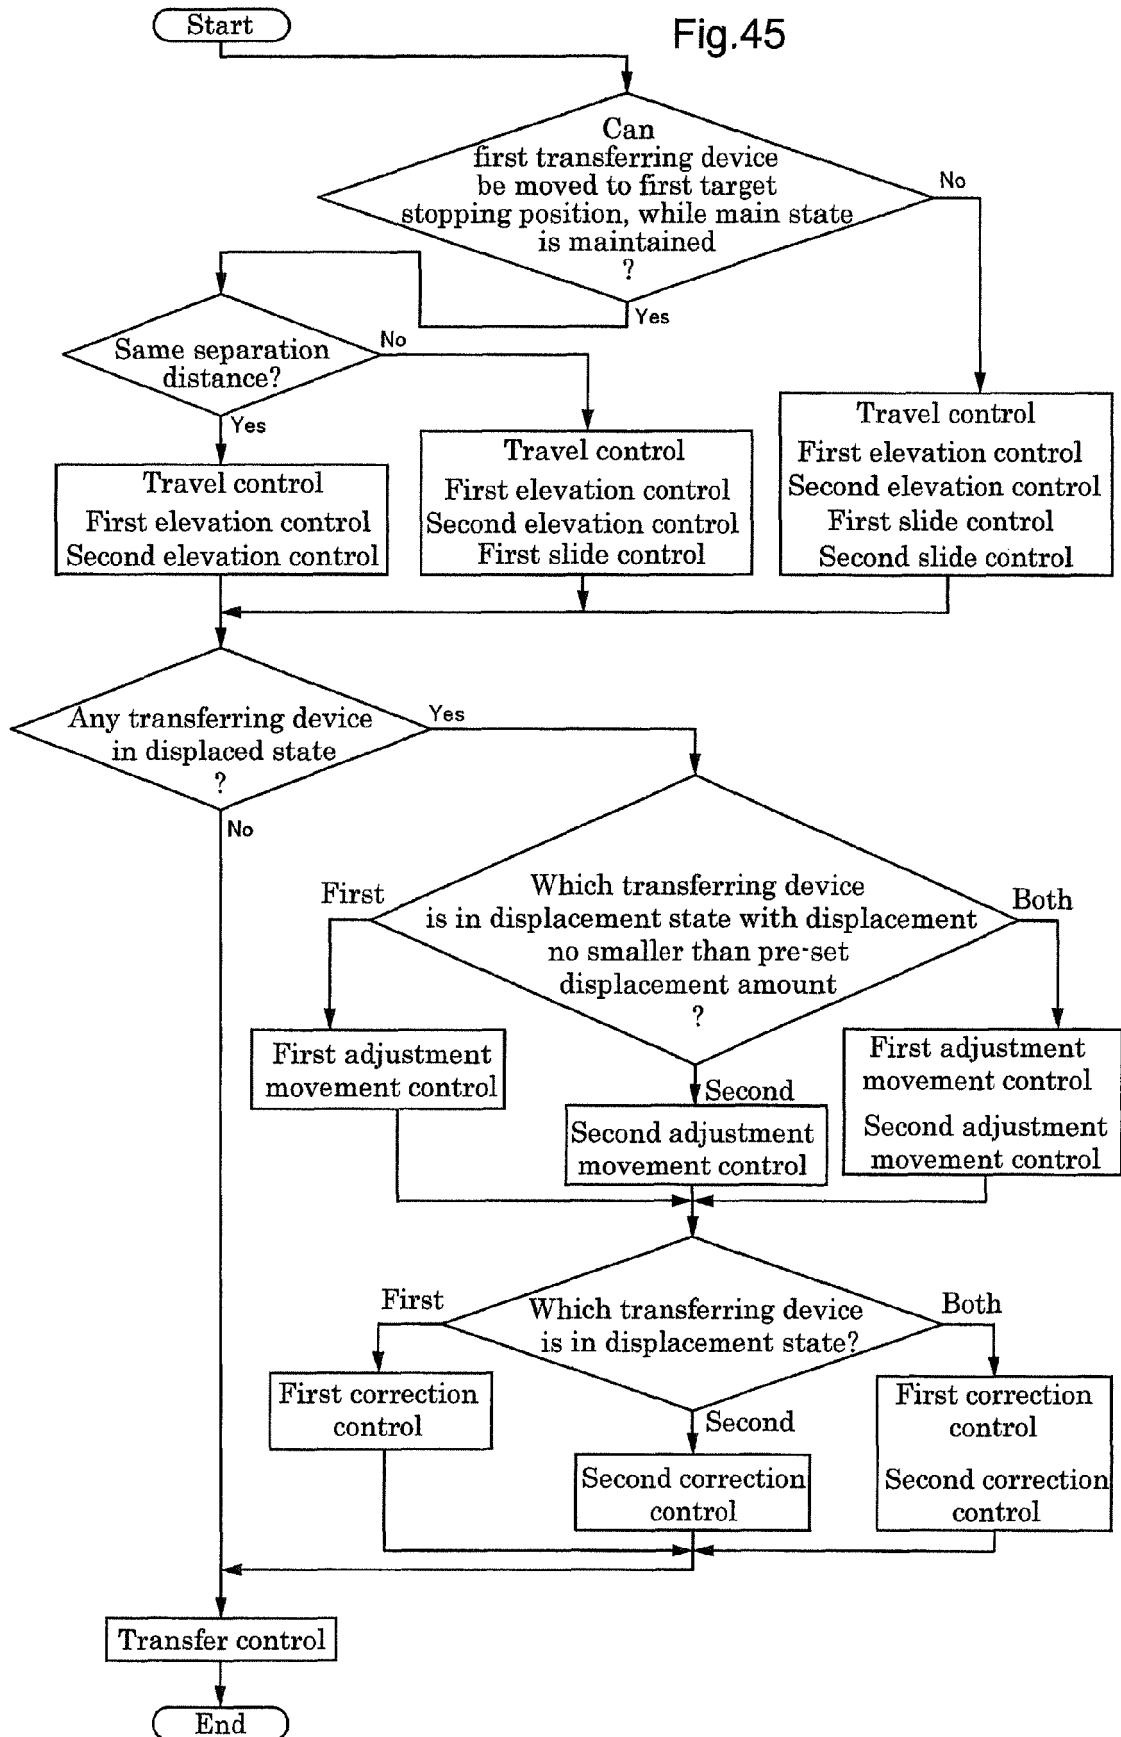 Start
Fig.45
Can
first transferring device
be moved to first target
stopping position, while main state
is maintained
?
No
Yes
Same separation
distance?
No
Yes
Travel control
First elevation control
Second elevation control
Travel control
First elevation control
Second elevation control
First slide control
Travel control
First elevation control
Second elevation control
First slide control
Second slide control
Any transferring device
in displaced state
?
Yes
No
Which transferring device
is in displacement state with displacement
no smaller than pre-set
displacement amount
?
First
Both
Second
First adjustment
movement control
Second adjustment
movement control
First adjustment
movement control
Second adjustment
movement control
Which transferring device
is in displacement state?
First
Both
Second
First correction
control
Second correction
control
First correction
control
Second correction
control
Transfer control
End